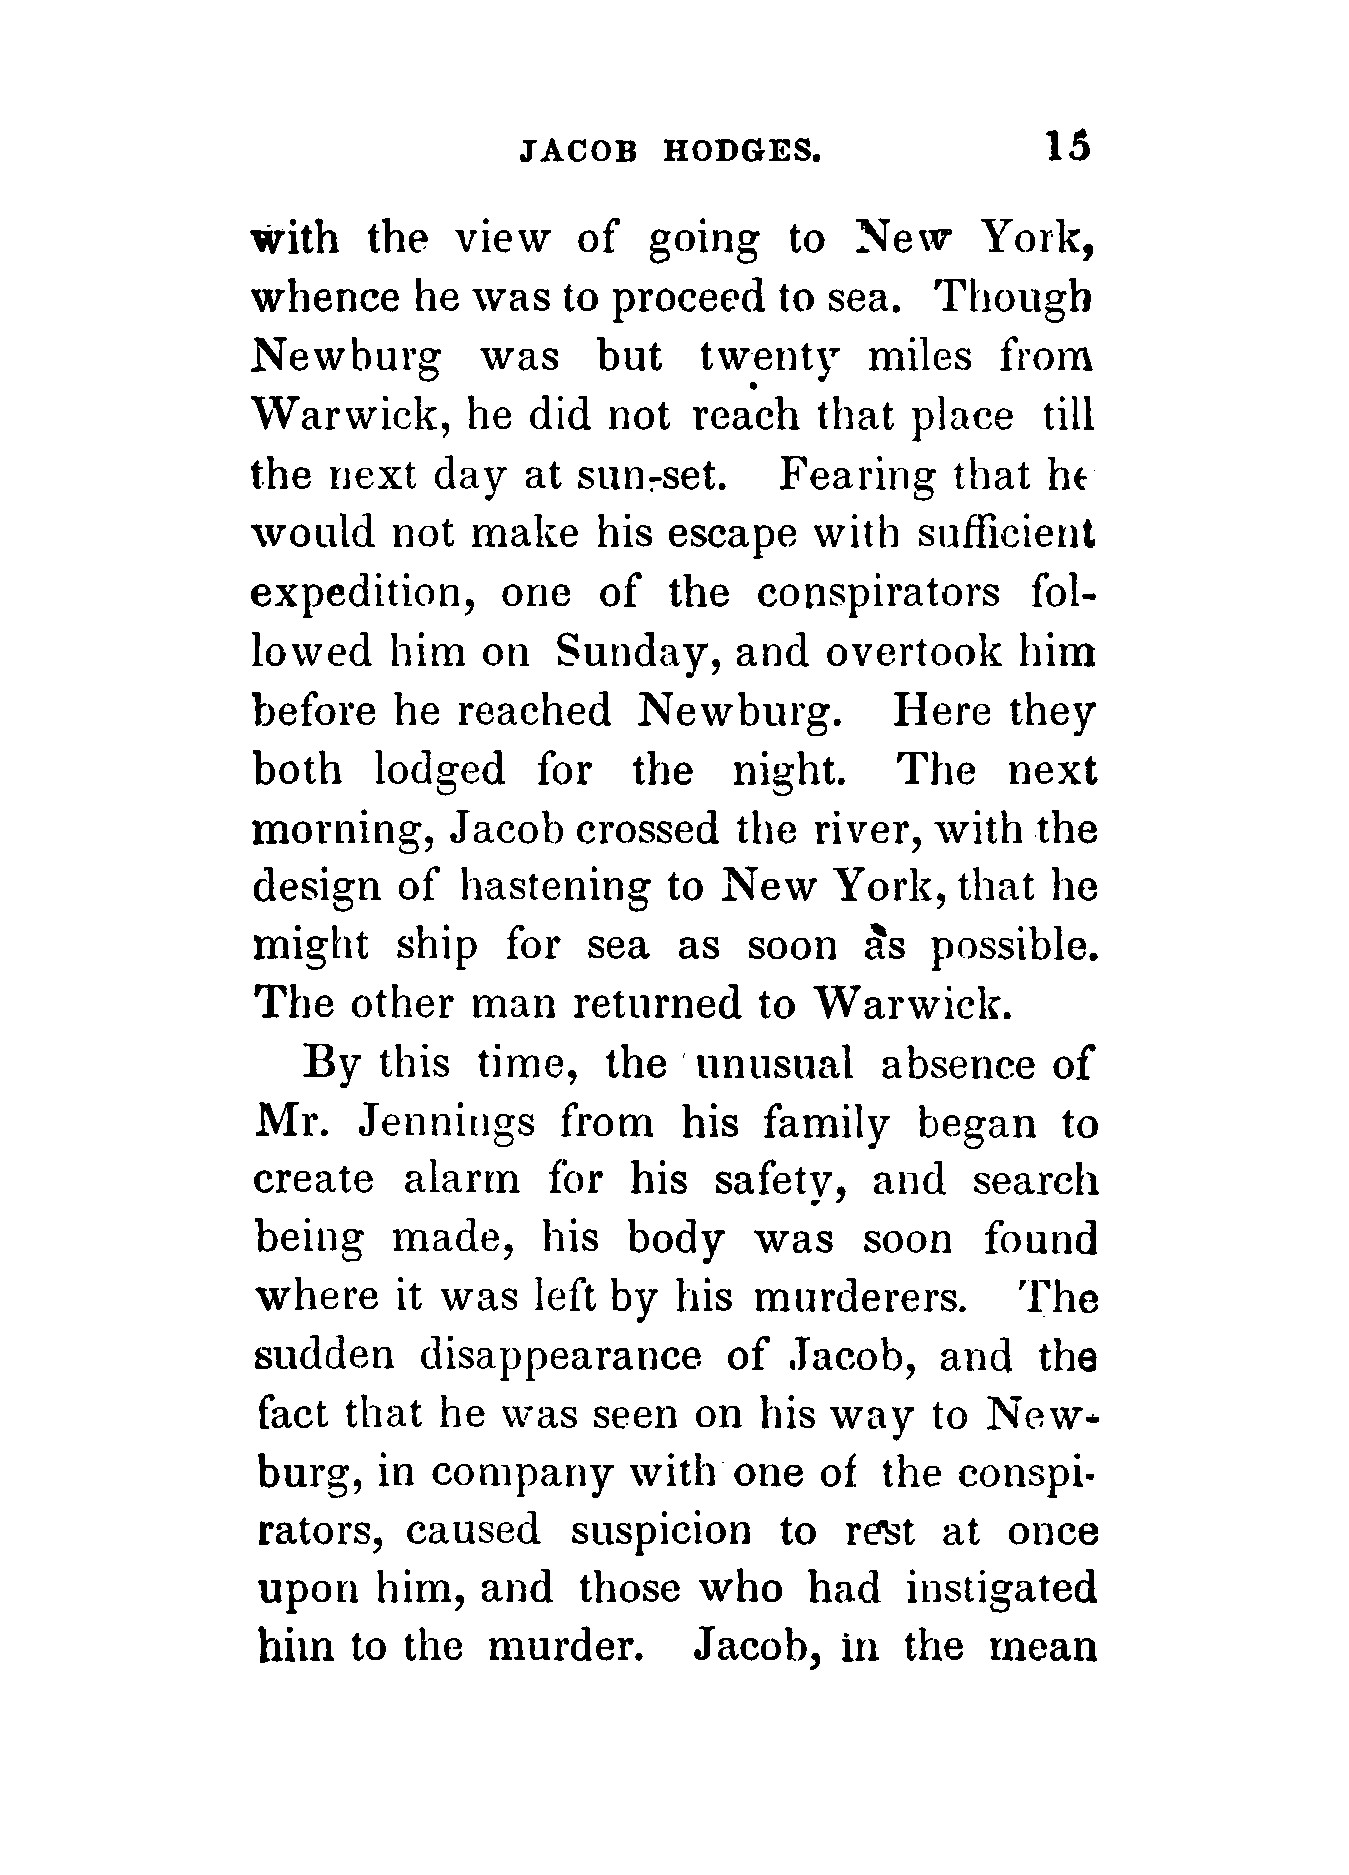 JACOB HODGES. 15
with the view of going to New York,
whence he was to proceed to sea. Though
Newburg was but twenty miles from
Warwick, he did not reach that place till
the next day at sun-set. Fearing that he
would not make his escape with sufficient
expedition, one of the conspirators fol-
lowed him on Sunday, and overtook him
before he reached Newburg. Here they
both lodged for the night. The next
morning, Jacob crossed the river, with the
design of hastening to New York, that he
might ship for sea as soon as possible.
The other man returned to Warwick.
By this time, the unusual absence of
Mr. Jennings from his family began to
create alarm for his safety, and search
being made, his body was soon found
where it was left by his murderers. The
sudden disappearance of Jacob, and the
fact that he was seen on his way to New-
burg, in company with one of the conspi-
rators, caused suspicion to rest at once
upon him, and those who had instigated
him to the murder. Jacob, in the mean